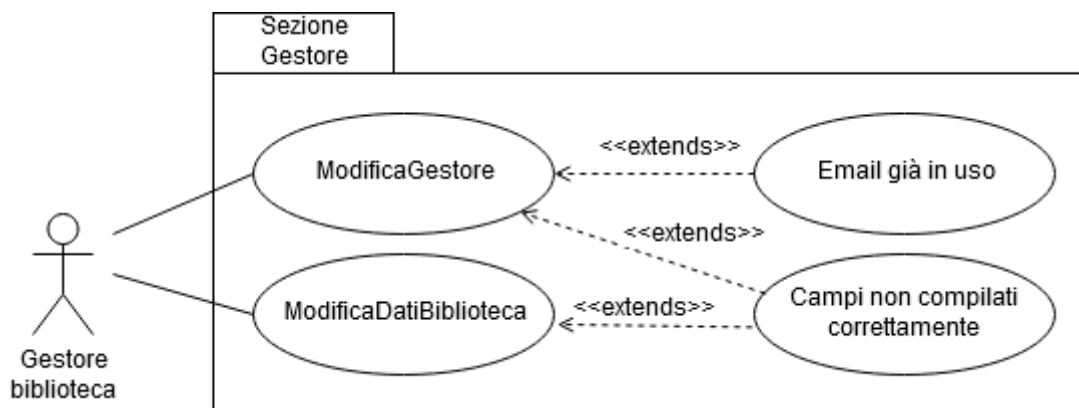 Sezione
Gestore
ModificaGestore
<<extends>>
Email già in uso
<<extends>>
ModificaDatiBiblioteca
<<extends>>
Campi non compilati
correttamente
Gestore
biblioteca